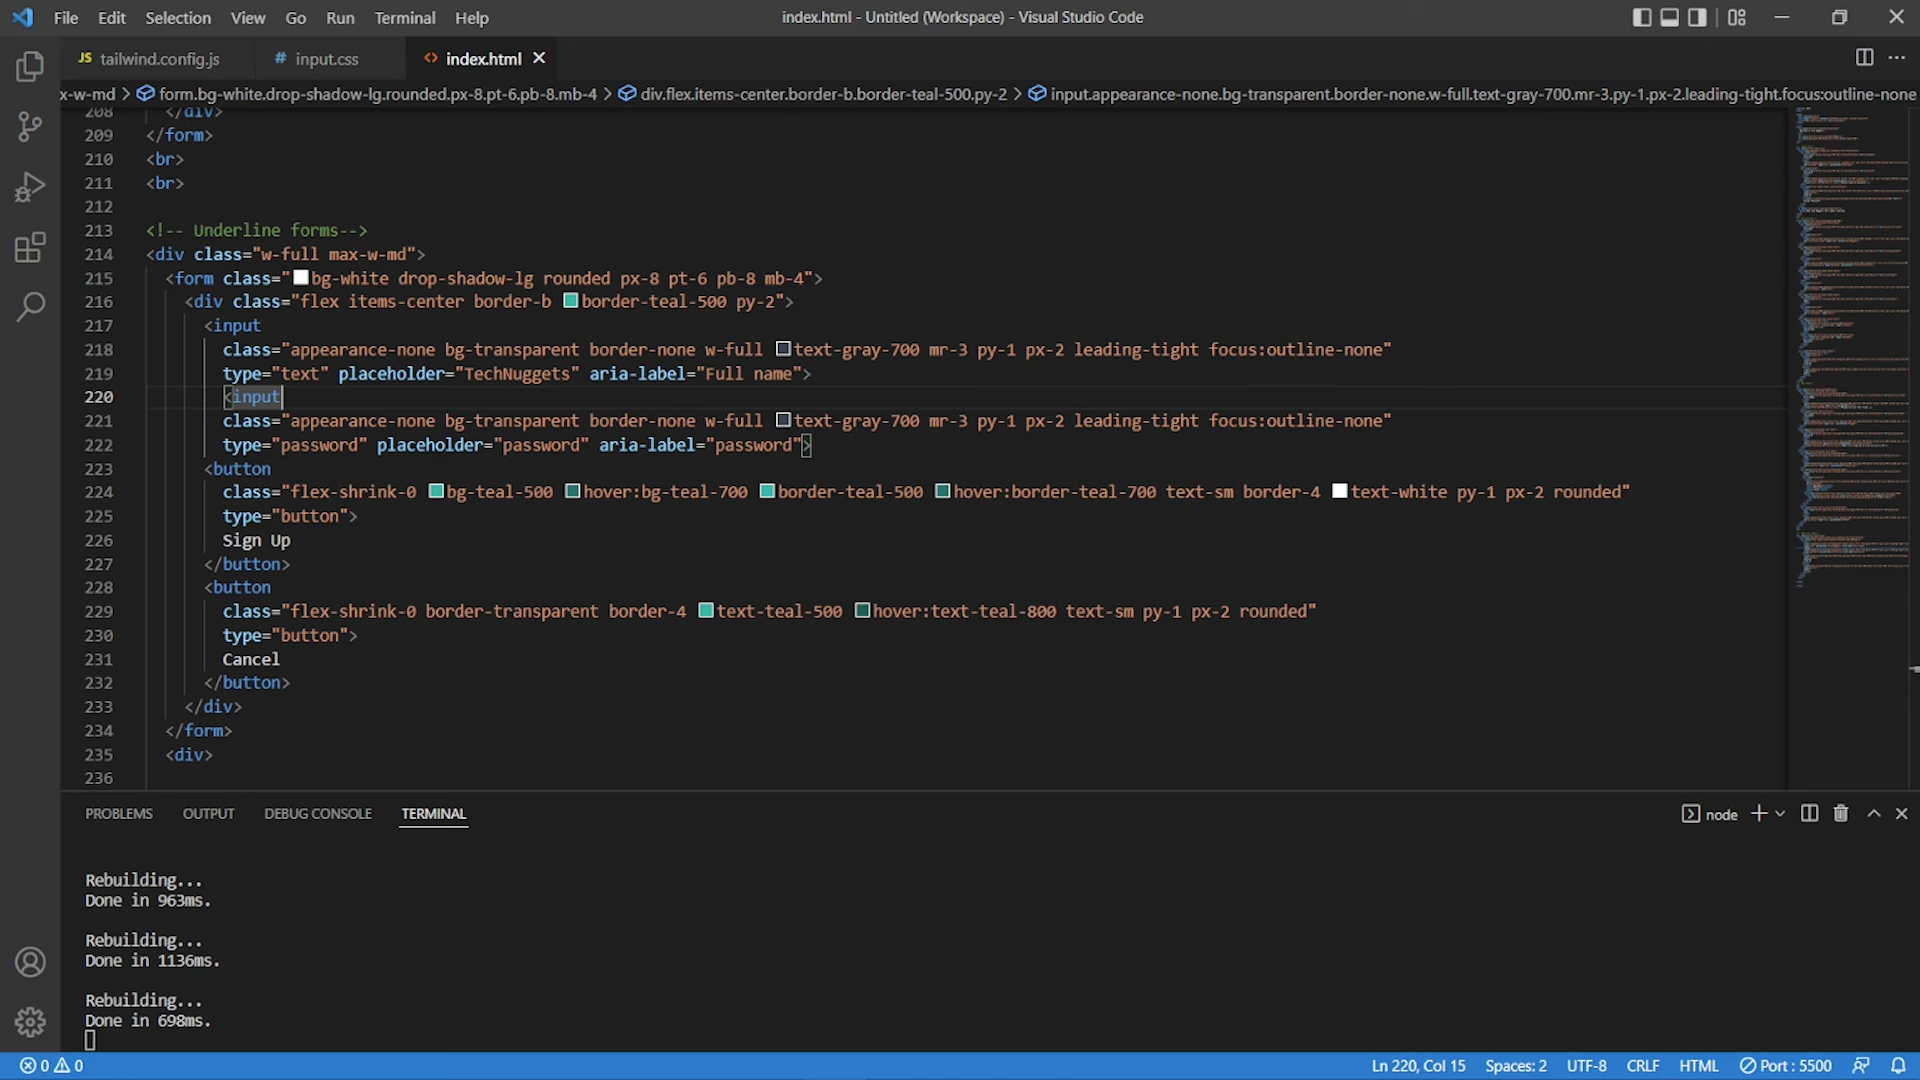 File Edit Selection View Go Run Terminal Help index.html - Untitled (Workspace) - Visual Studio Code
JS tailwind.config.js # input.css <> index.html
x-w-md > form.bg-white.drop-shadow-lg.rounded.px-8.pt-6.pb-8.mb-4 > div.flex.items-center.border-b.border-teal-500.py-2 > input.appearance-none.bg-transparent.border-none.w-full.text-gray-700.mr-3.py-1.px-2.leading-tight.focus:outline-none
208 </div>
209 </form>
210 <br>
211 <br>
212
213 <!-- Underline forms-->
214 <div class="w-full max-w-md">
215 <form class="bg-white drop-shadow-lg rounded px-8 pt-6 pb-8 mb-4">
216 <div class="flex items-center border-b border-teal-500 py-2">
217 <input
218 class="appearance-none bg-transparent border-none w-full text-gray-700 mr-3 py-1 px-2 leading-tight focus:outline-none"
219 type="text" placeholder="TechNuggets" aria-label="Full name">
220 <input
221 class="appearance-none bg-transparent border-none w-full text-gray-700 mr-3 py-1 px-2 leading-tight focus:outline-none"
222 type="password" placeholder="password" aria-label="password">
223 <button
224 class="flex-shrink-0 bg-teal-500 hover:bg-teal-700 border-teal-500 hover:border-teal-700 text-sm border-4 text-white py-1 px-2 rounded"
225 type="button">
226 Sign Up
227 </button>
228 <button
229 class="flex-shrink-0 border-transparent border-4 text-teal-500 hover:text-teal-800 text-sm py-1 px-2 rounded"
230 type="button">
231 Cancel
232 </button>
233 </div>
234 </form>
235 <div>
236
PROBLEMS OUTPUT DEBUG CONSOLE TERMINAL node
Rebuilding...
Done in 963ms.
Rebuilding...
Done in 1136ms.
Rebuilding...
Done in 698ms.
0 0 Ln 220, Col 15 Spaces: 2 UTF-8 CRLF HTML Port : 5500